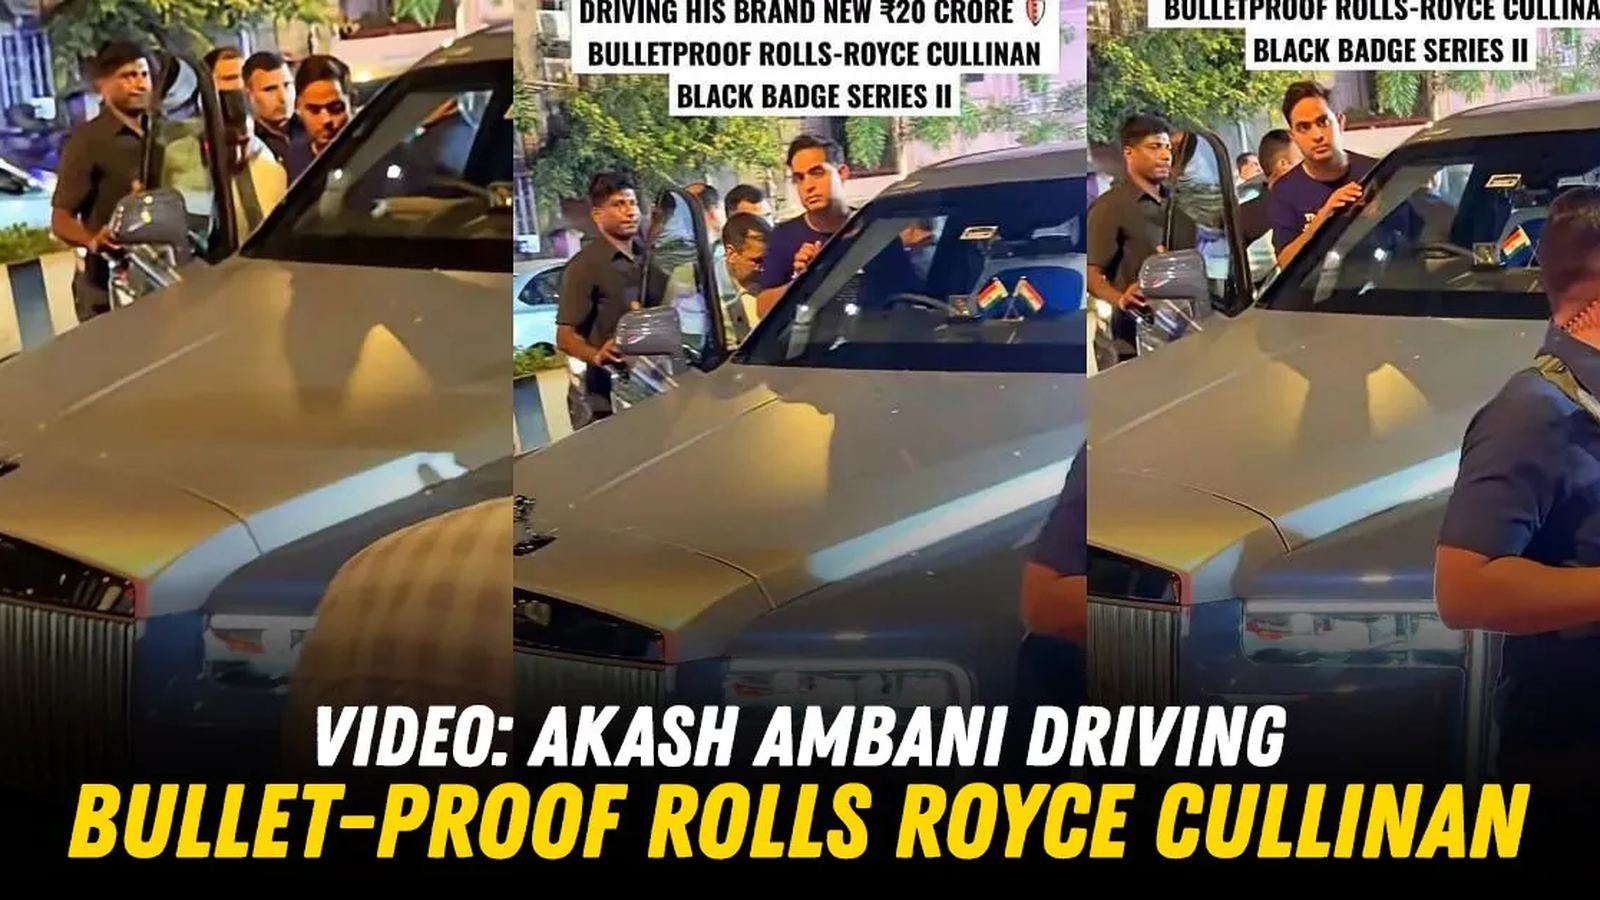 DRIVING HIS BRAND NEW ₹20 CRORE
BULLETPROOF ROLLS-ROYCE CULLINAN
BLACK BADGE SERIES II
BULLETPROOF ROLLS-ROYCE CULLINA
BLACK BADGE SERIES II
VIDEO: AKASH AMBANI DRIVING
BULLET-PROOF ROLLS ROYCE CULLINAN